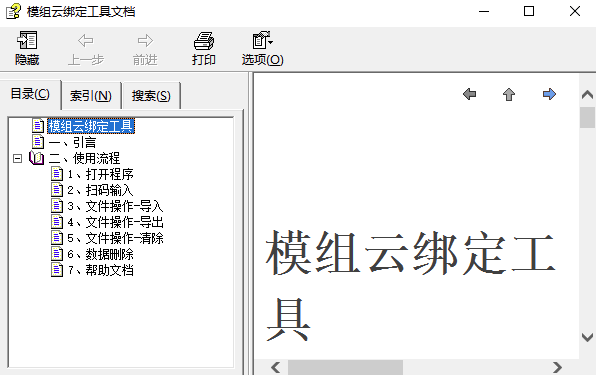 模组云绑定工具文档
隐藏 上一步 前进 打印 选项(O)
目录(C) 索引(N) 搜索(S)
模组云绑定工具
一、引言
二、使用流程
1、打开程序
2、扫码输入
3、文件操作-导入
4、文件操作-导出
5、文件操作-清除
6、数据删除
7、帮助文档
模组云绑定工
具